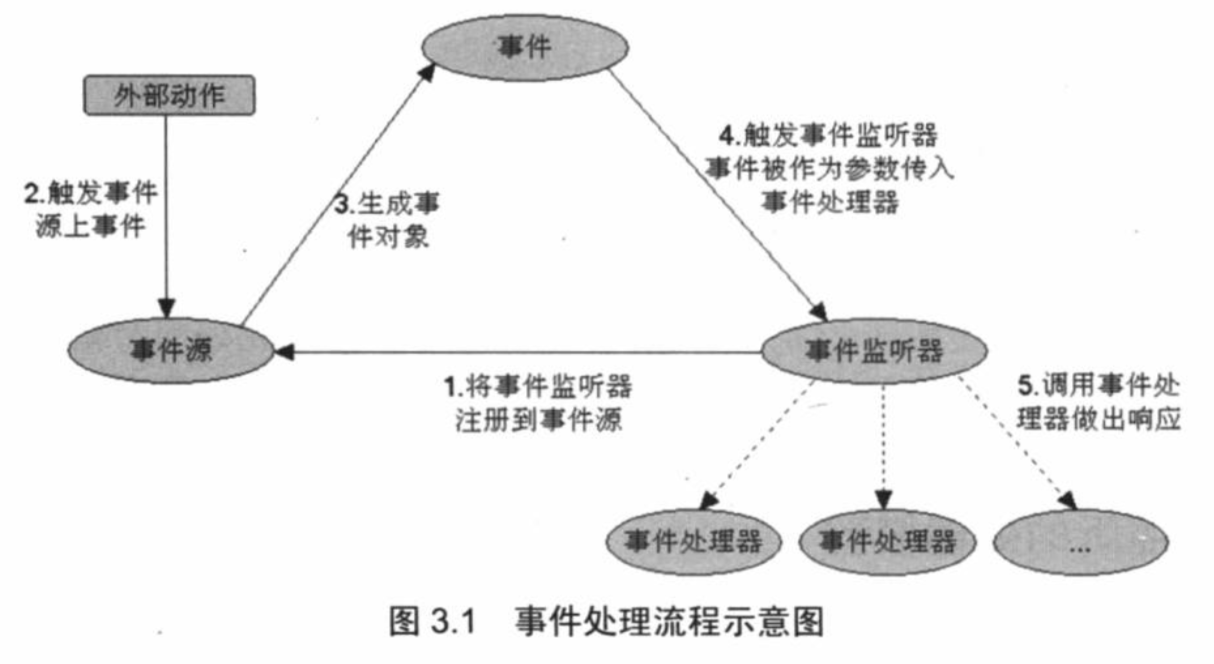 事件
外部动作
2.触发事件
源上事件
3.生成事
件对象
4.触发事件监听器
事件被作为参数传入
事件处理器
事件源
事件监听器
1.将事件监听器
注册到事件源
5.调用事件处
理器做出响应
事件处理器
事件处理器
...
图 3.1 事件处理流程示意图